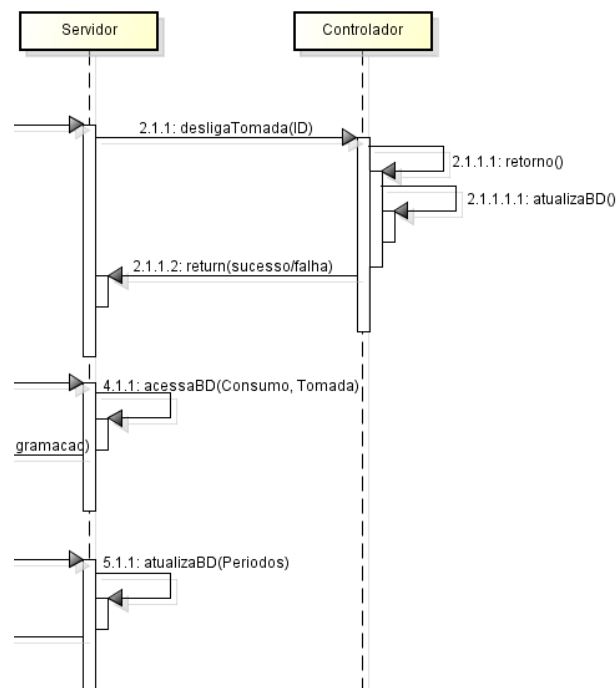 Servidor
Controlador
2.1.1: desligaTomada(ID)
2.1.1.1: retorno()
2.1.1.1.1: atualizaBD()
2.1.1.2: return(sucesso/falha)
4.1.1: acessaBD(Consumo, Tomada)
gramacao)
5.1.1: atualizaBD(Periodos)